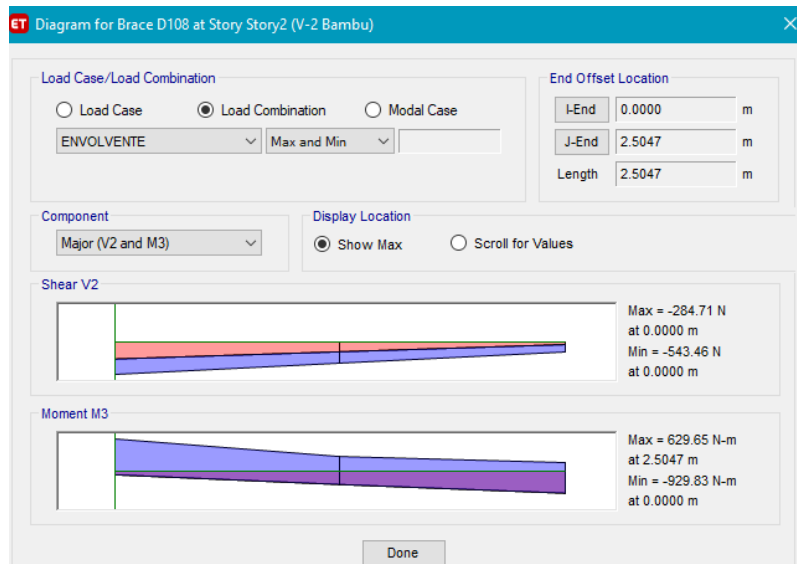 ET Diagram for Brace D108 at Story Story2 (V-2 Bambu)
Load Case/Load Combination
Load Case Load Combination Modal Case
ENVOLVENTE Max and Min
End Offset Location
I-End 0.0000 m
J-End 2.5047 m
Length 2.5047 m
Component
Major (V2 and M3)
Display Location
Show Max Scroll for Values
Shear V2
Max = -284.71 N
at 0.0000 m
Min = -543.46 N
at 0.0000 m
Moment M3
Max = 629.65 N-m
at 2.5047 m
Min = -929.83 N-m
at 0.0000 m
Done